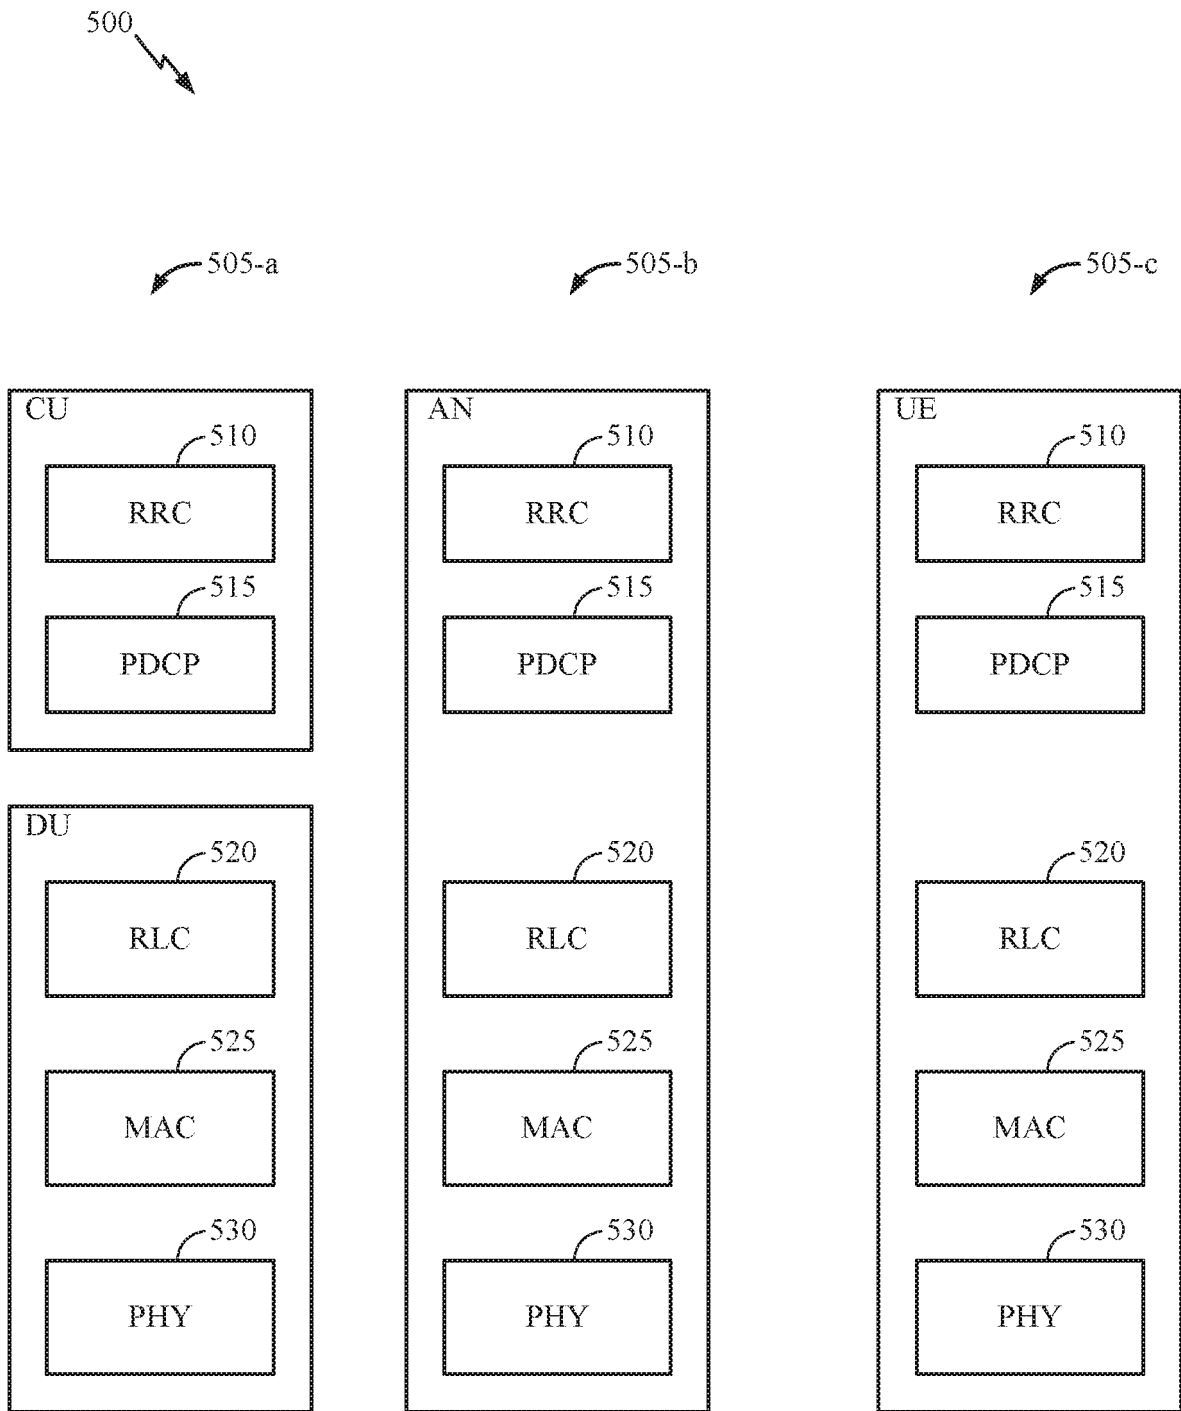 500
505-a 505-b 505-c
CU AN UE
510 510 510
RRC RRC RRC
515 515 515
PDCP PDCP PDCP
DU
520 520 520
RLC RLC RLC
525 525 525
MAC MAC MAC
530 530 530
PHY PHY PHY